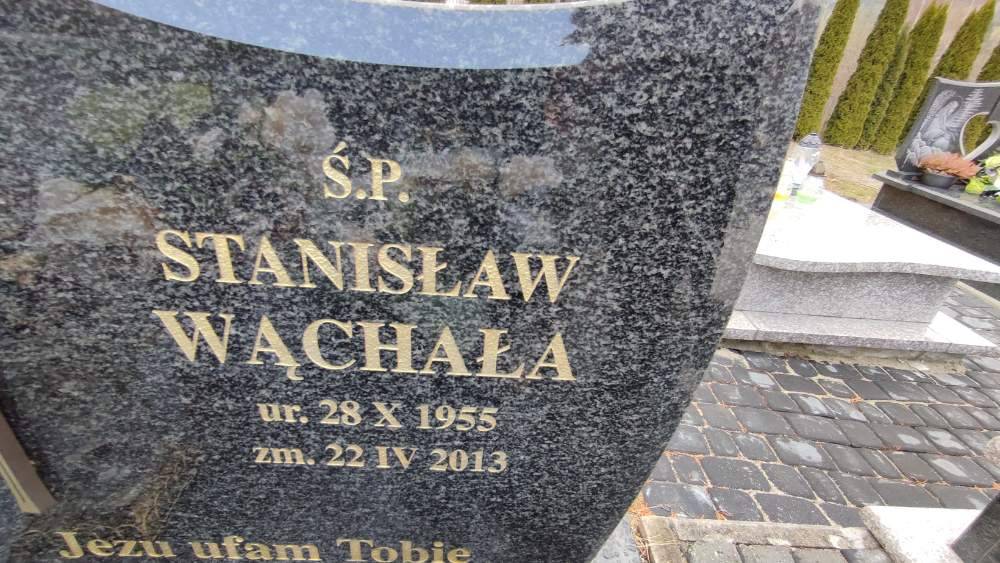 Ś.P.
STANISŁAW
WĄCHAŁA
ur. 28 X 1955
zm. 22 IV 2013
Jezu ufam Tobie